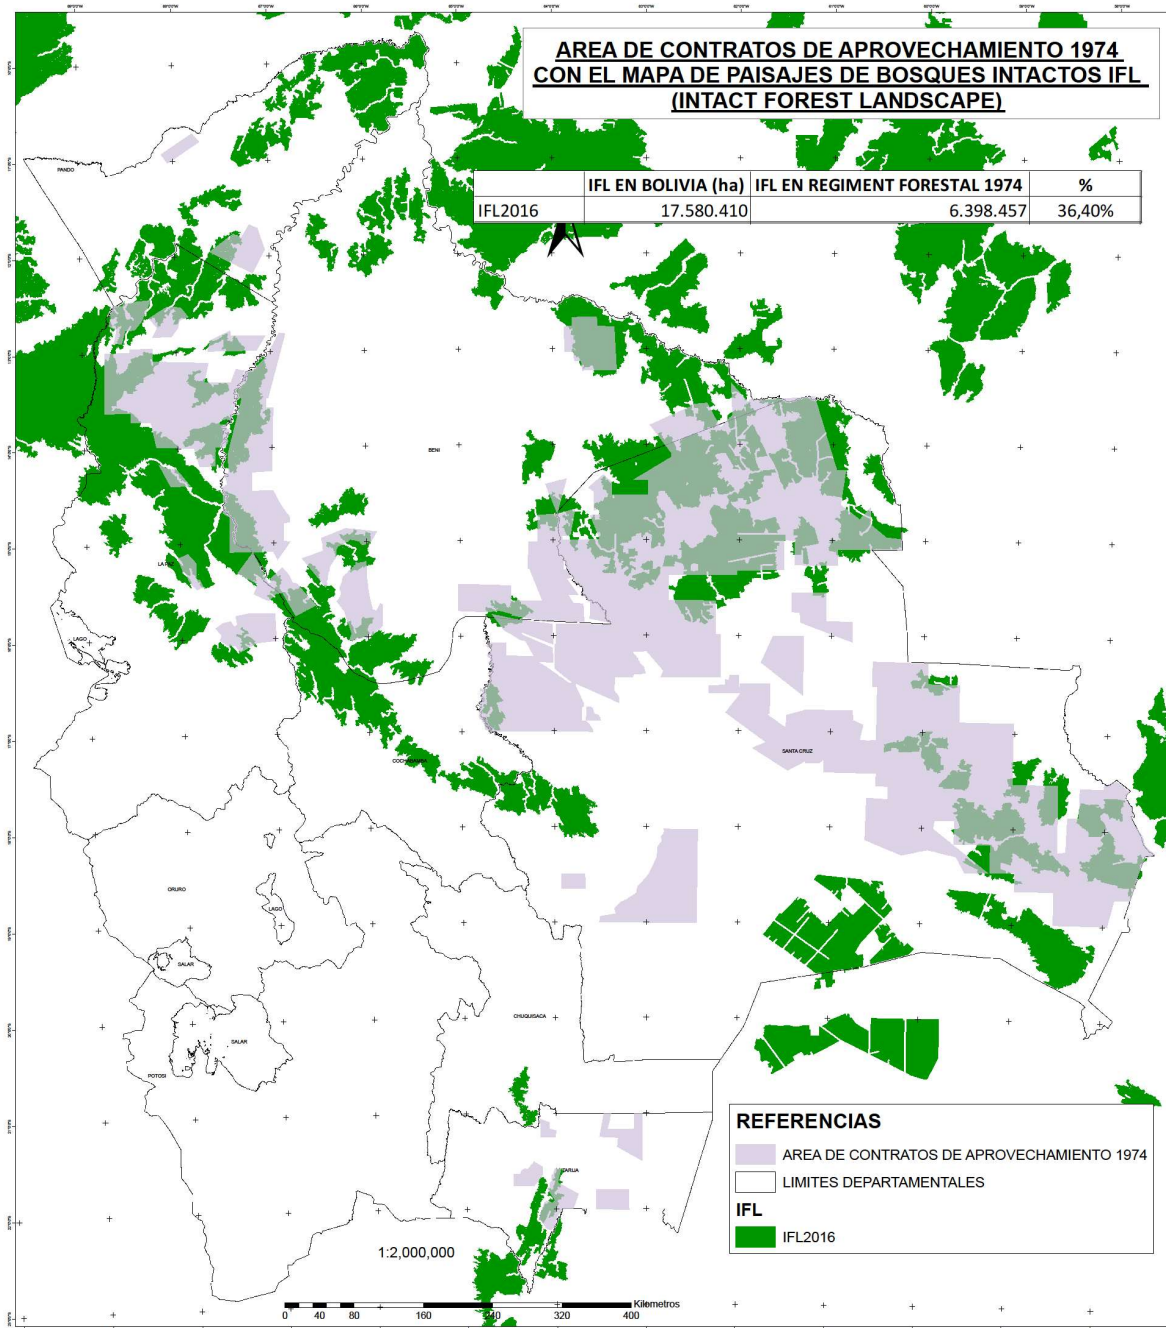 AREA DE CONTRATOS DE APROVECHAMIENTO 1974
CON EL MAPA DE PAISAJES DE BOSQUES INTACTOS IFL
(INTACT FOREST LANDSCAPE)
IFL EN BOLIVIA (ha) IFL EN REGIMENT FORESTAL 1974 %
IFL2016 17.580.410 6.398.457 36,40%
PANDO
BENI
LA PAZ
LAGO
SANTA CRUZ
COCHABAMBA
ORURO
LAGO
SALAR
CHUQUISACA
SALAR
POTOSI
TARIJA
REFERENCIAS
AREA DE CONTRATOS DE APROVECHAMIENTO 1974
LIMITES DEPARTAMENTALES
IFL
IFL2016
1:2,000,000
Kilometros
0 40 80 160 240 320 400